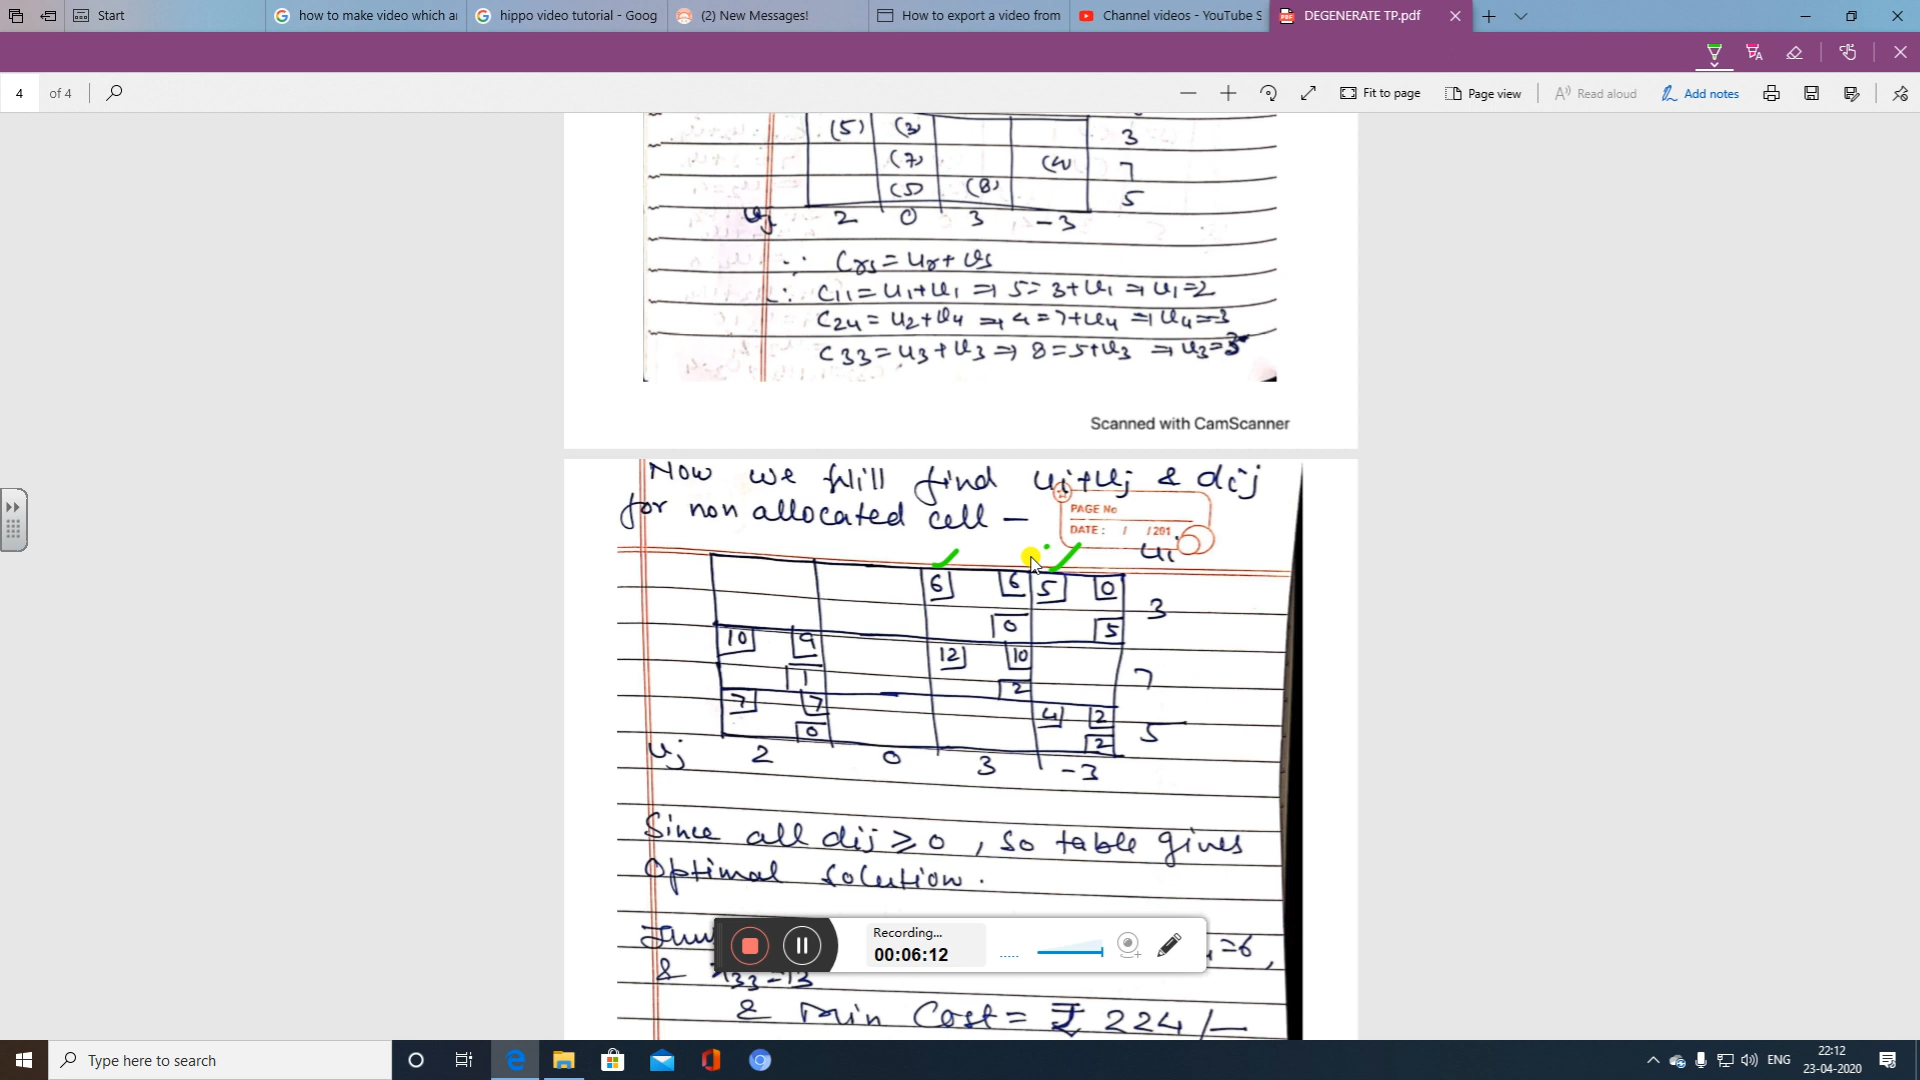 Start
how to make video which ar
hippo video tutorial - Goog
(2) New Messages!
How to export a video from
Channel videos - YouTube S
DEGENERATE TP.pdf
4 of 4
Fit to page
Page view
Read aloud
Add notes
(5) (3) 3
(7) (4) 7
(5) (8) 5
vj 2 0 3 -3
∵ Crs = ur + vs
∴ C11 = u1+v1 ⇒ 5 = 3+v1 ⇒ v1=2
C24 = u2+v4 ⇒ 4 = 7+v4 ⇒ v4=-3
C33 = u3+v3 ⇒ 8 = 5+v3 ⇒ v3=3
Scanned with CamScanner
Now we will find ui+vj & dij
for non allocated cell —
PAGE No
DATE : / /201
ui
6 6 5 0 3
0 5
10 9 12 10 7
1 2
7 7 4 2 5
0 2
vj 2 0 3 -3
Since all dij ≥ 0, so table gives
Optimal solution.
=6,
& x33=13
& Min Cost = ₹ 224/—
Recording...
00:06:12
Type here to search
ENG
22:12
23-04-2020